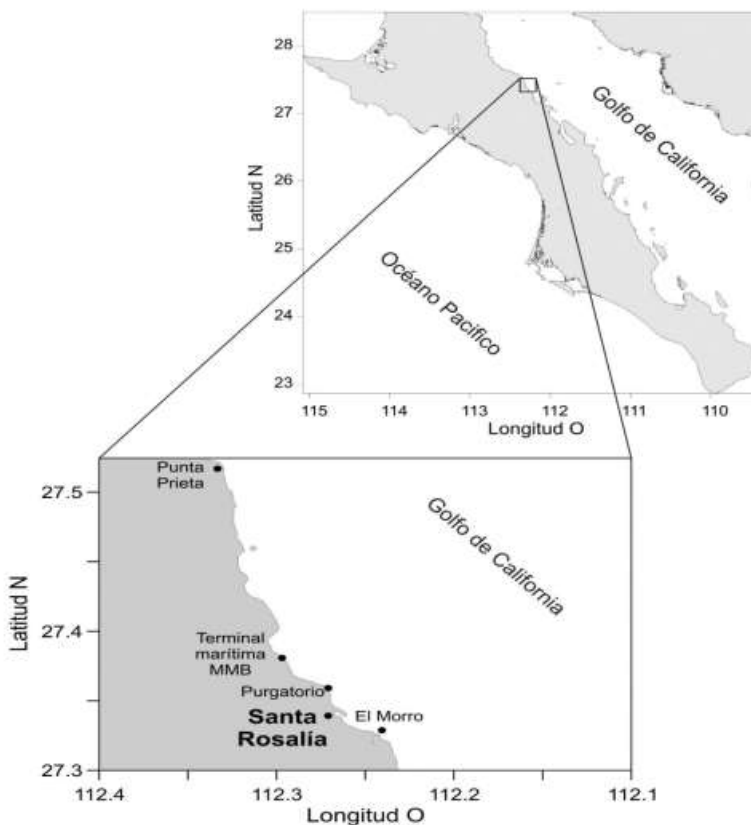 28
27
26
25
24
23
Latitud N
Golfo de California
Océano Pacifico
115 114 113 112 111 110
Longitud O
27.5
27.4
27.3
Latitud N
Punta
Prieta
Golfo de California
Terminal
marítima
MMB
Purgatorio
Santa
Rosalía
El Morro
112.4 112.3 112.2 112.1
Longitud O